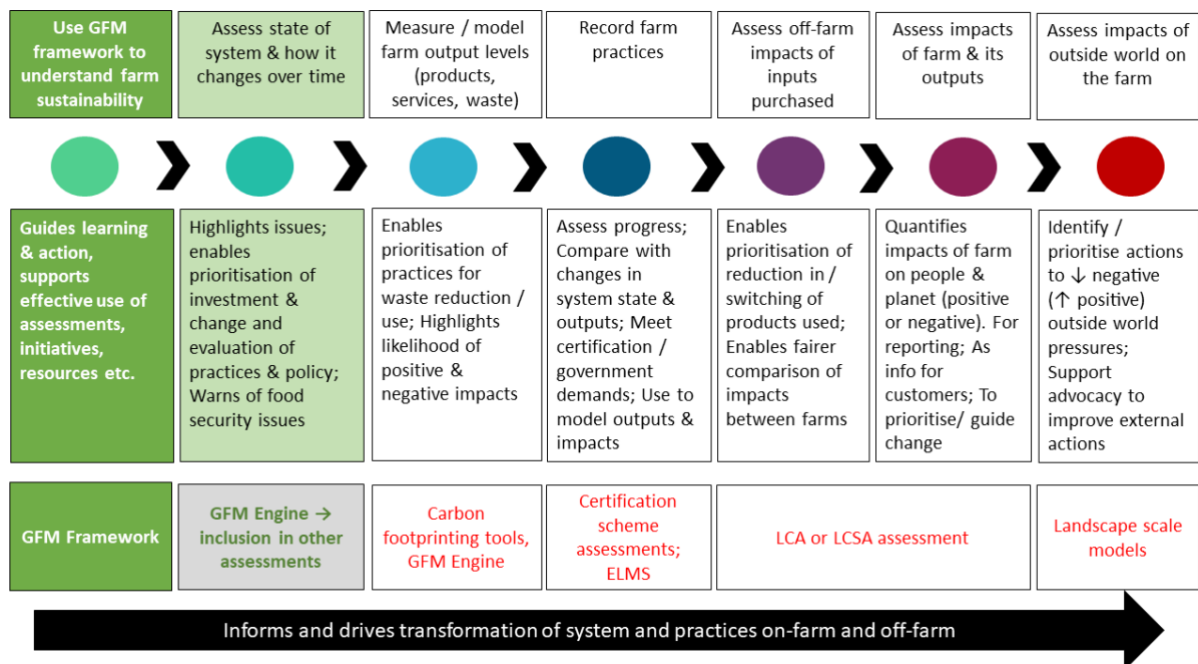 Use GFM
framework to
understand farm
sustainability
Assess state of
system & how it
changes over time
Measure / model
farm output levels
(products,
services, waste)
Record farm
practices
Assess off-farm
impacts of
inputs
purchased
Assess impacts
of farm & its
outputs
Assess impacts of
outside world on
the farm
Guides learning
& action,
supports
effective use of
assessments,
initiatives,
resources etc.
Highlights issues;
enables
prioritisation of
investment &
change and
evaluation of
practices & policy;
Warns of food
security issues
Enables
prioritisation of
practices for
waste reduction /
use; Highlights
likelihood of
positive &
negative impacts
Assess progress;
Compare with
changes in
system state &
outputs; Meet
certification /
government
demands; Use to
model outputs &
impacts
Enables
prioritisation of
reduction in /
switching of
products used;
Enables fairer
comparison of
impacts
between farms
Quantifies
impacts of farm
on people &
planet (positive
or negative). For
reporting; As
info for
customers; To
prioritise/ guide
change
Identify /
prioritise actions
to ↓ negative
(↑ positive)
outside world
pressures;
Support
advocacy to
improve external
actions
GFM Framework
GFM Engine →
inclusion in other
assessments
Carbon
footprinting tools,
GFM Engine
Certification
scheme
assessments;
ELMS
LCA or LCSA assessment
Landscape scale
models
Informs and drives transformation of system and practices on-farm and off-farm